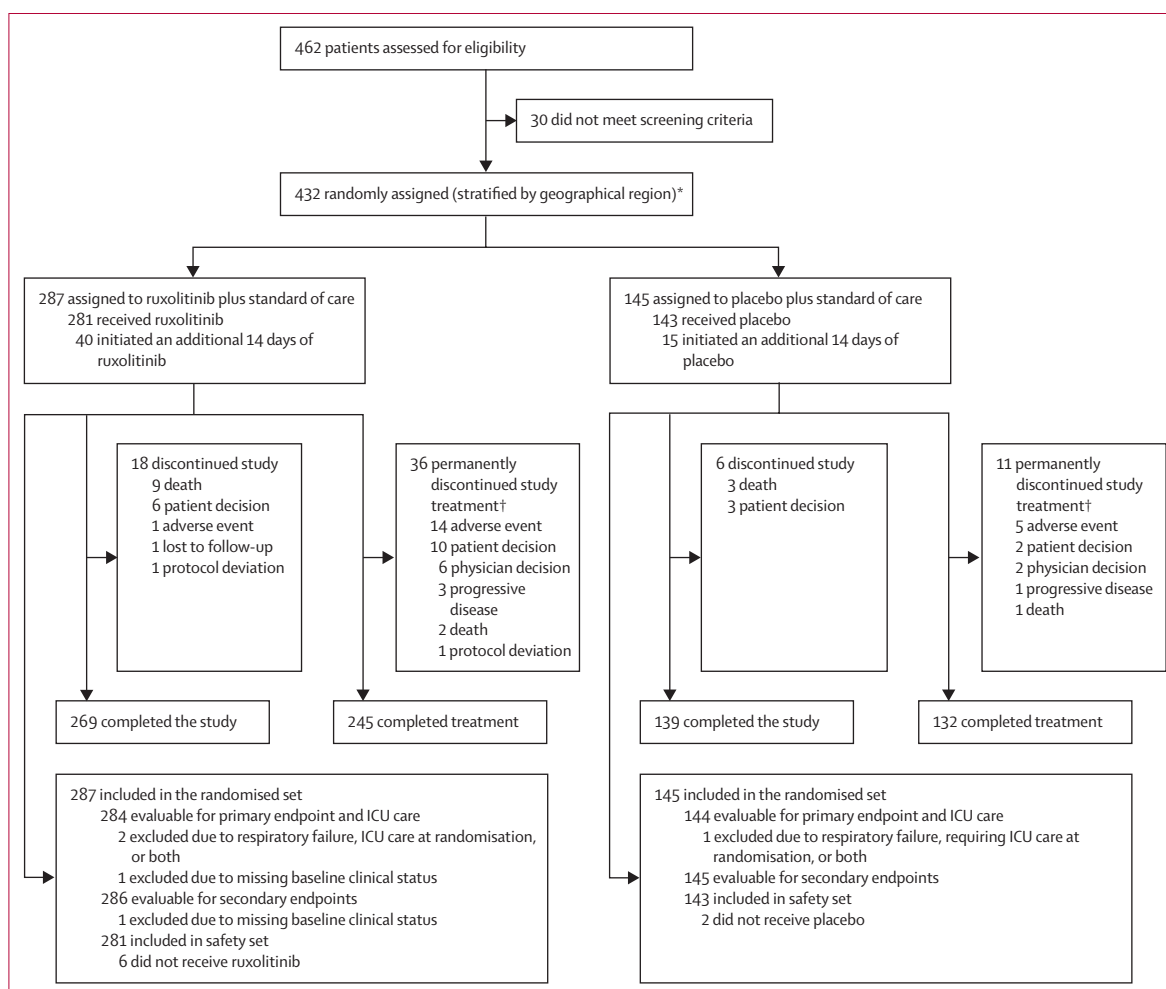 462 patients assessed for eligibility
30 did not meet screening criteria
432 randomly assigned (stratified by geographical region)*
287 assigned to ruxolitinib plus standard of care
281 received ruxolitinib
40 initiated an additional 14 days of
ruxolitinib
145 assigned to placebo plus standard of care
143 received placebo
15 initiated an additional 14 days of
placebo
18 discontinued study
9 death
6 patient decision
1 adverse event
1 lost to follow-up
1 protocol deviation
36 permanently
discontinued study
treatment†
14 adverse event
10 patient decision
6 physician decision
3 progressive
disease
2 death
1 protocol deviation
6 discontinued study
3 death
3 patient decision
11 permanently
discontinued study
treatment†
5 adverse event
2 patient decision
2 physician decision
1 progressive disease
1 death
269 completed the study
245 completed treatment
139 completed the study
132 completed treatment
287 included in the randomised set
284 evaluable for primary endpoint and ICU care
2 excluded due to respiratory failure, ICU care at randomisation,
or both
1 excluded due to missing baseline clinical status
286 evaluable for secondary endpoints
1 excluded due to missing baseline clinical status
281 included in safety set
6 did not receive ruxolitinib
145 included in the randomised set
144 evaluable for primary endpoint and ICU care
1 excluded due to respiratory failure, requiring ICU care at
randomisation, or both
145 evaluable for secondary endpoints
143 included in safety set
2 did not receive placebo